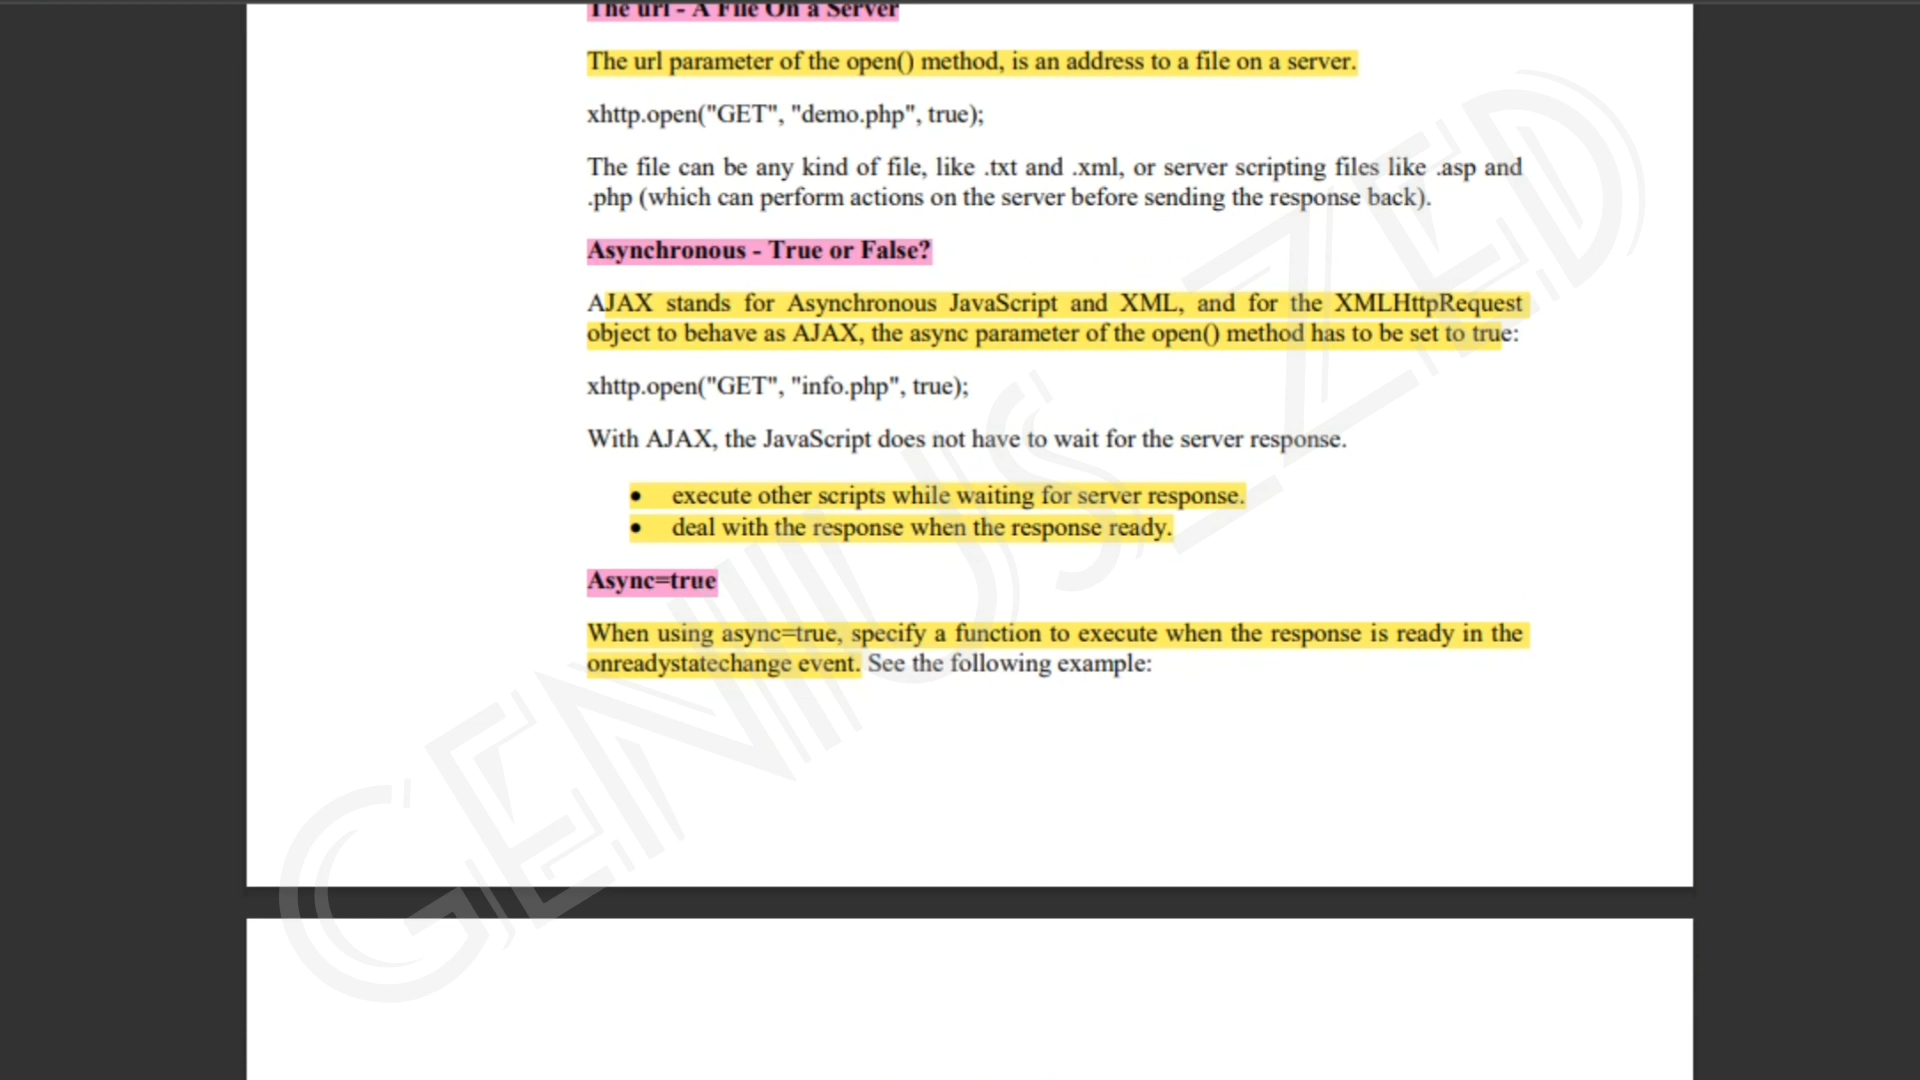 The url - A File On a Server
The url parameter of the open() method, is an address to a file on a server.
xhttp.open("GET", "demo.php", true);
The file can be any kind of file, like .txt and .xml, or server scripting files like .asp and
.php (which can perform actions on the server before sending the response back).
Asynchronous - True or False?
AJAX stands for Asynchronous JavaScript and XML, and for the XMLHttpRequest
object to behave as AJAX, the async parameter of the open() method has to be set to true:
xhttp.open("GET", "info.php", true);
With AJAX, the JavaScript does not have to wait for the server response.
• execute other scripts while waiting for server response.
• deal with the response when the response ready.
Async=true
When using async=true, specify a function to execute when the response is ready in the
onreadystatechange event. See the following example:
GENIUS_ZED